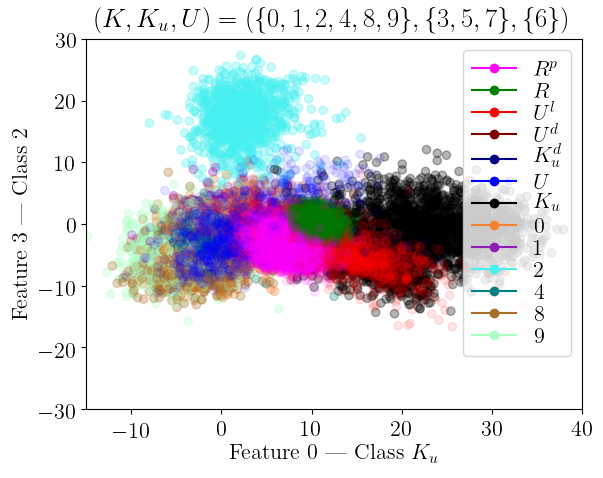 (K, K_u, U) = ({0, 1, 2, 4, 8, 9}, {3, 5, 7}, {6})
30
20
10
0
−10
−20
−30
Feature 3 — Class 2
R^p
R
U^l
U^d
K_u^d
U
K_u
0
1
2
4
8
9
−10 0 10 20 30 40
Feature 0 — Class K_u